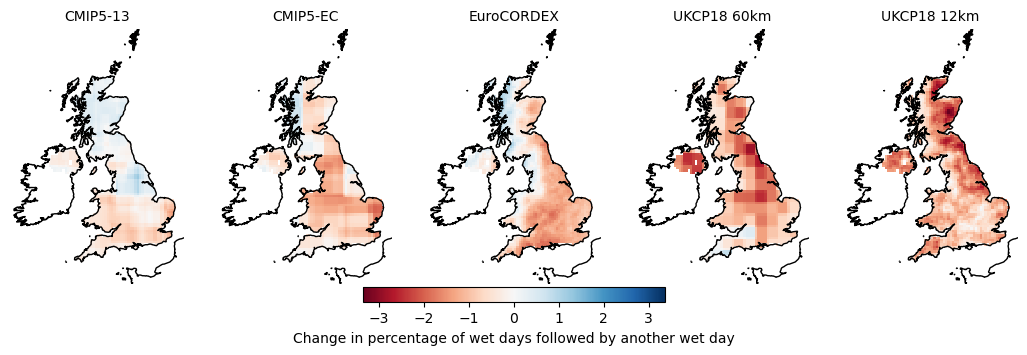 CMIP5-13 CMIP5-EC EuroCORDEX UKCP18 60km UKCP18 12km
−3 −2 −1 0 1 2 3
Change in percentage of wet days followed by another wet day